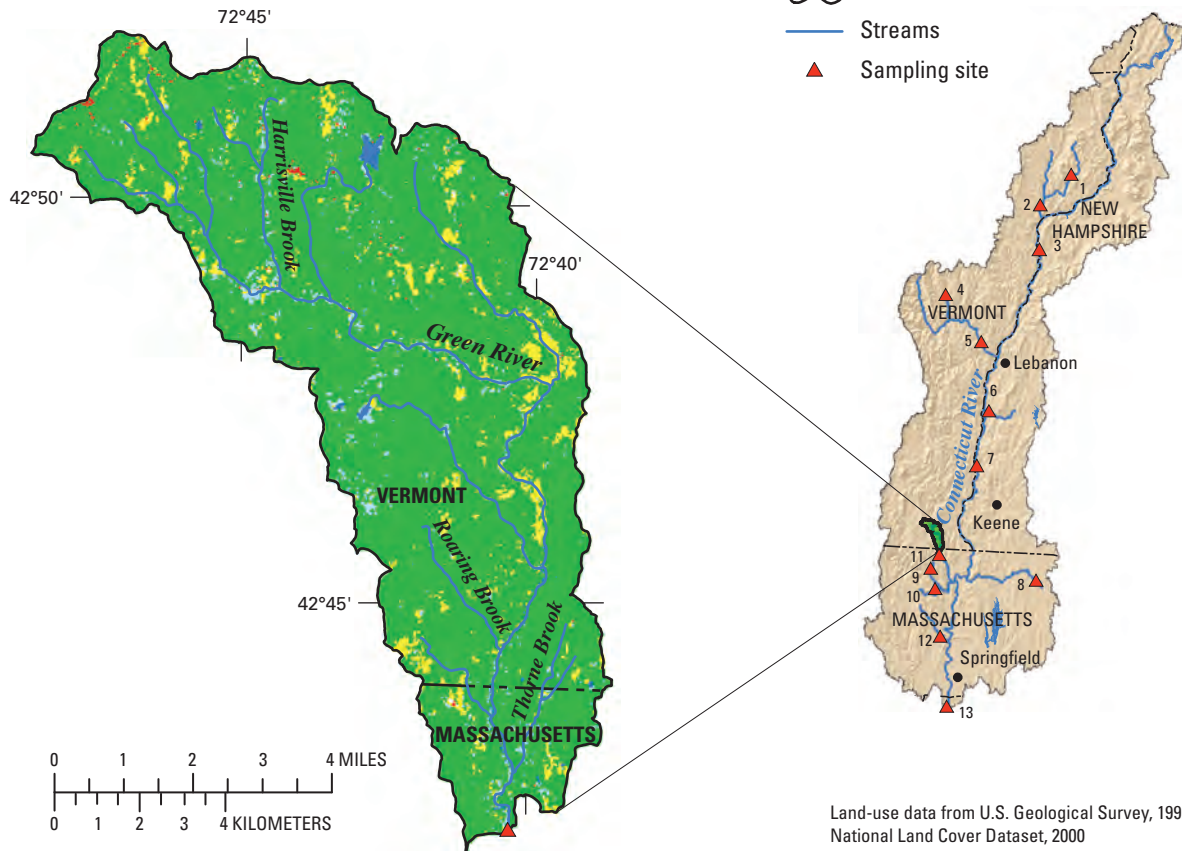 72°45'
42°50'
Harrisville Brook
72°40'
Green River
VERMONT
Roaring Brook
42°45'
Thorne Brook
MASSACHUSETTS
0 1 2 3 4 MILES
0 1 2 3 4 KILOMETERS
Streams
Sampling site
1
2
NEW
HAMPSHIRE
3
4
VERMONT
5
Lebanon
6
Connecticut River
7
Keene
11
9
8
10
MASSACHUSETTS
12
Springfield
13
Land-use data from U.S. Geological Survey, 199
National Land Cover Dataset, 2000